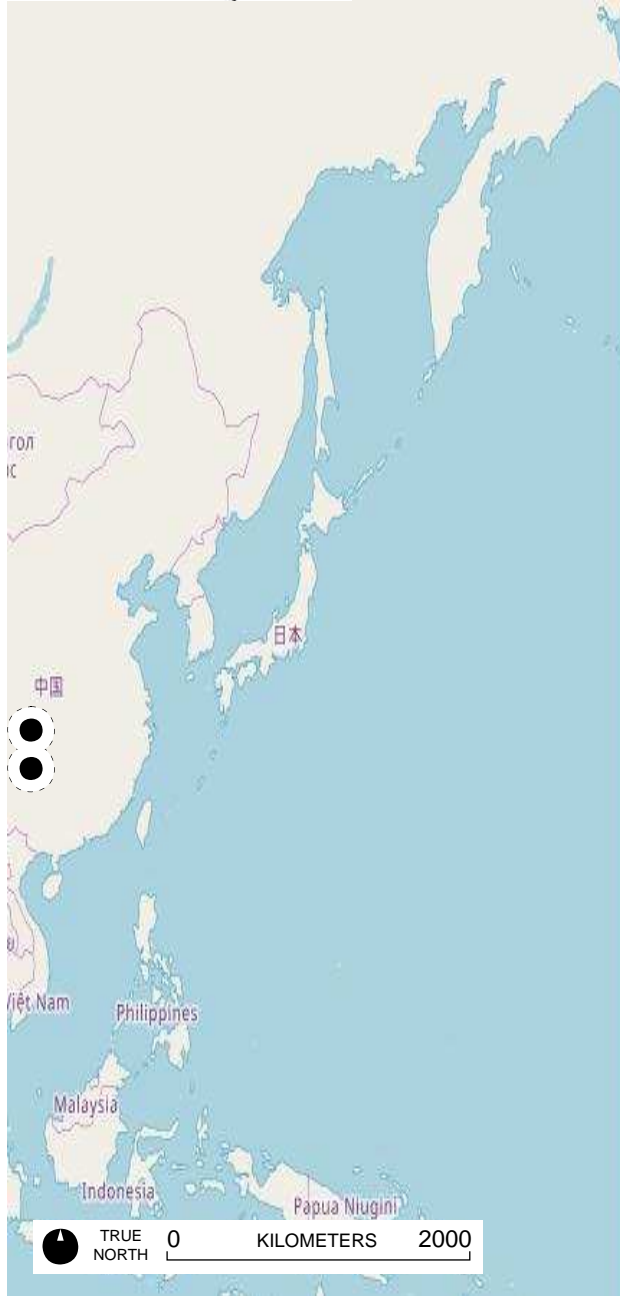 гол
日本
中国
Việt Nam
Philippines
Malaysia
Indonesia
Papua Niugini
TRUE NORTH
0 KILOMETERS 2000